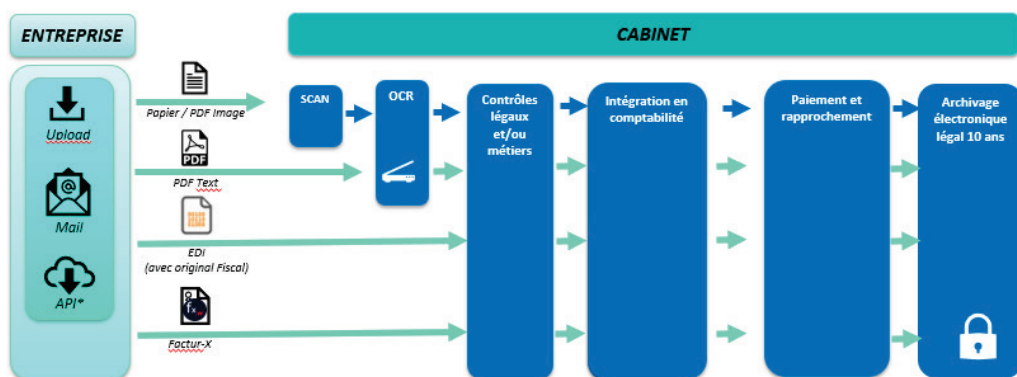 ENTREPRISE
CABINET
Upload
@
Mail
API*
Papier / PDF Image
PDF
PDF Text
EDI
(avec original Fiscal)
Factur-X
SCAN
OCR
Contrôles
légaux
et/ou
métiers
Intégration en
comptabilité
Paiement et
rapprochement
Archivage
électronique
légal 10 ans